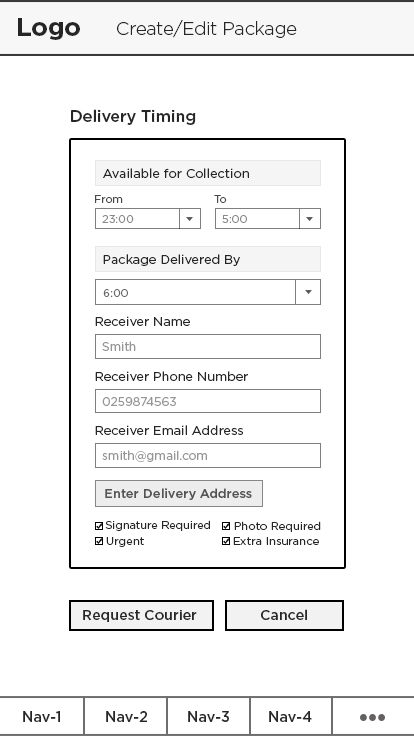 Logo Create/Edit Package
Delivery Timing
Available for Collection
From To
23:00 5:00
Package Delivered By
6:00
Receiver Name
Smith
Receiver Phone Number
0259874563
Receiver Email Address
smith@gmail.com
Enter Delivery Address
Signature Required Photo Required
Urgent Extra Insurance
Request Courier Cancel
Nav-1 Nav-2 Nav-3 Nav-4